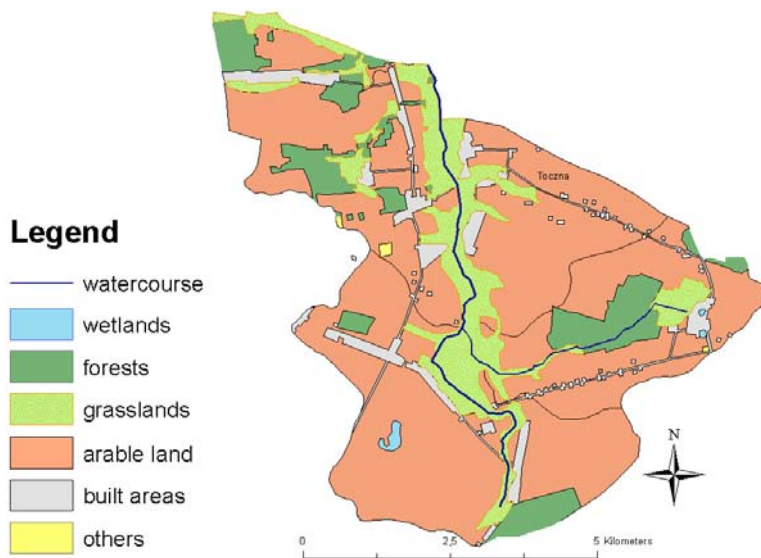 Toczna
Legend
watercourse
wetlands
forests
grasslands
arable land
built areas
others
N
0 2,5 5 Kilometers